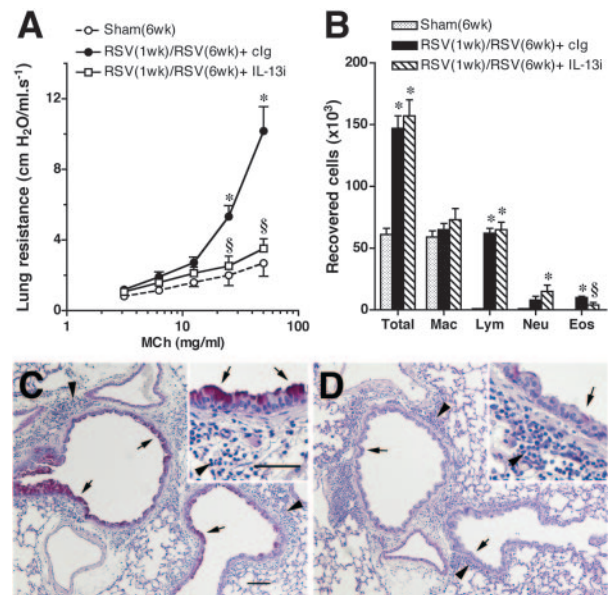 A
Sham(6wk)
RSV(1wk)/RSV(6wk)+ cIg
RSV(1wk)/RSV(6wk)+ IL-13i
Lung resistance (cm H₂O/ml.s⁻¹)
12
8
4
0
*
*
§
§
1
10
100
MCh (mg/ml)
B
Sham(6wk)
RSV(1wk)/RSV(6wk)+ cIg
RSV(1wk)/RSV(6wk)+ IL-13i
Recovered cells (x10³)
200
150
100
50
0
* *
* *
*
* §
Total Mac Lym Neu Eos
C
D